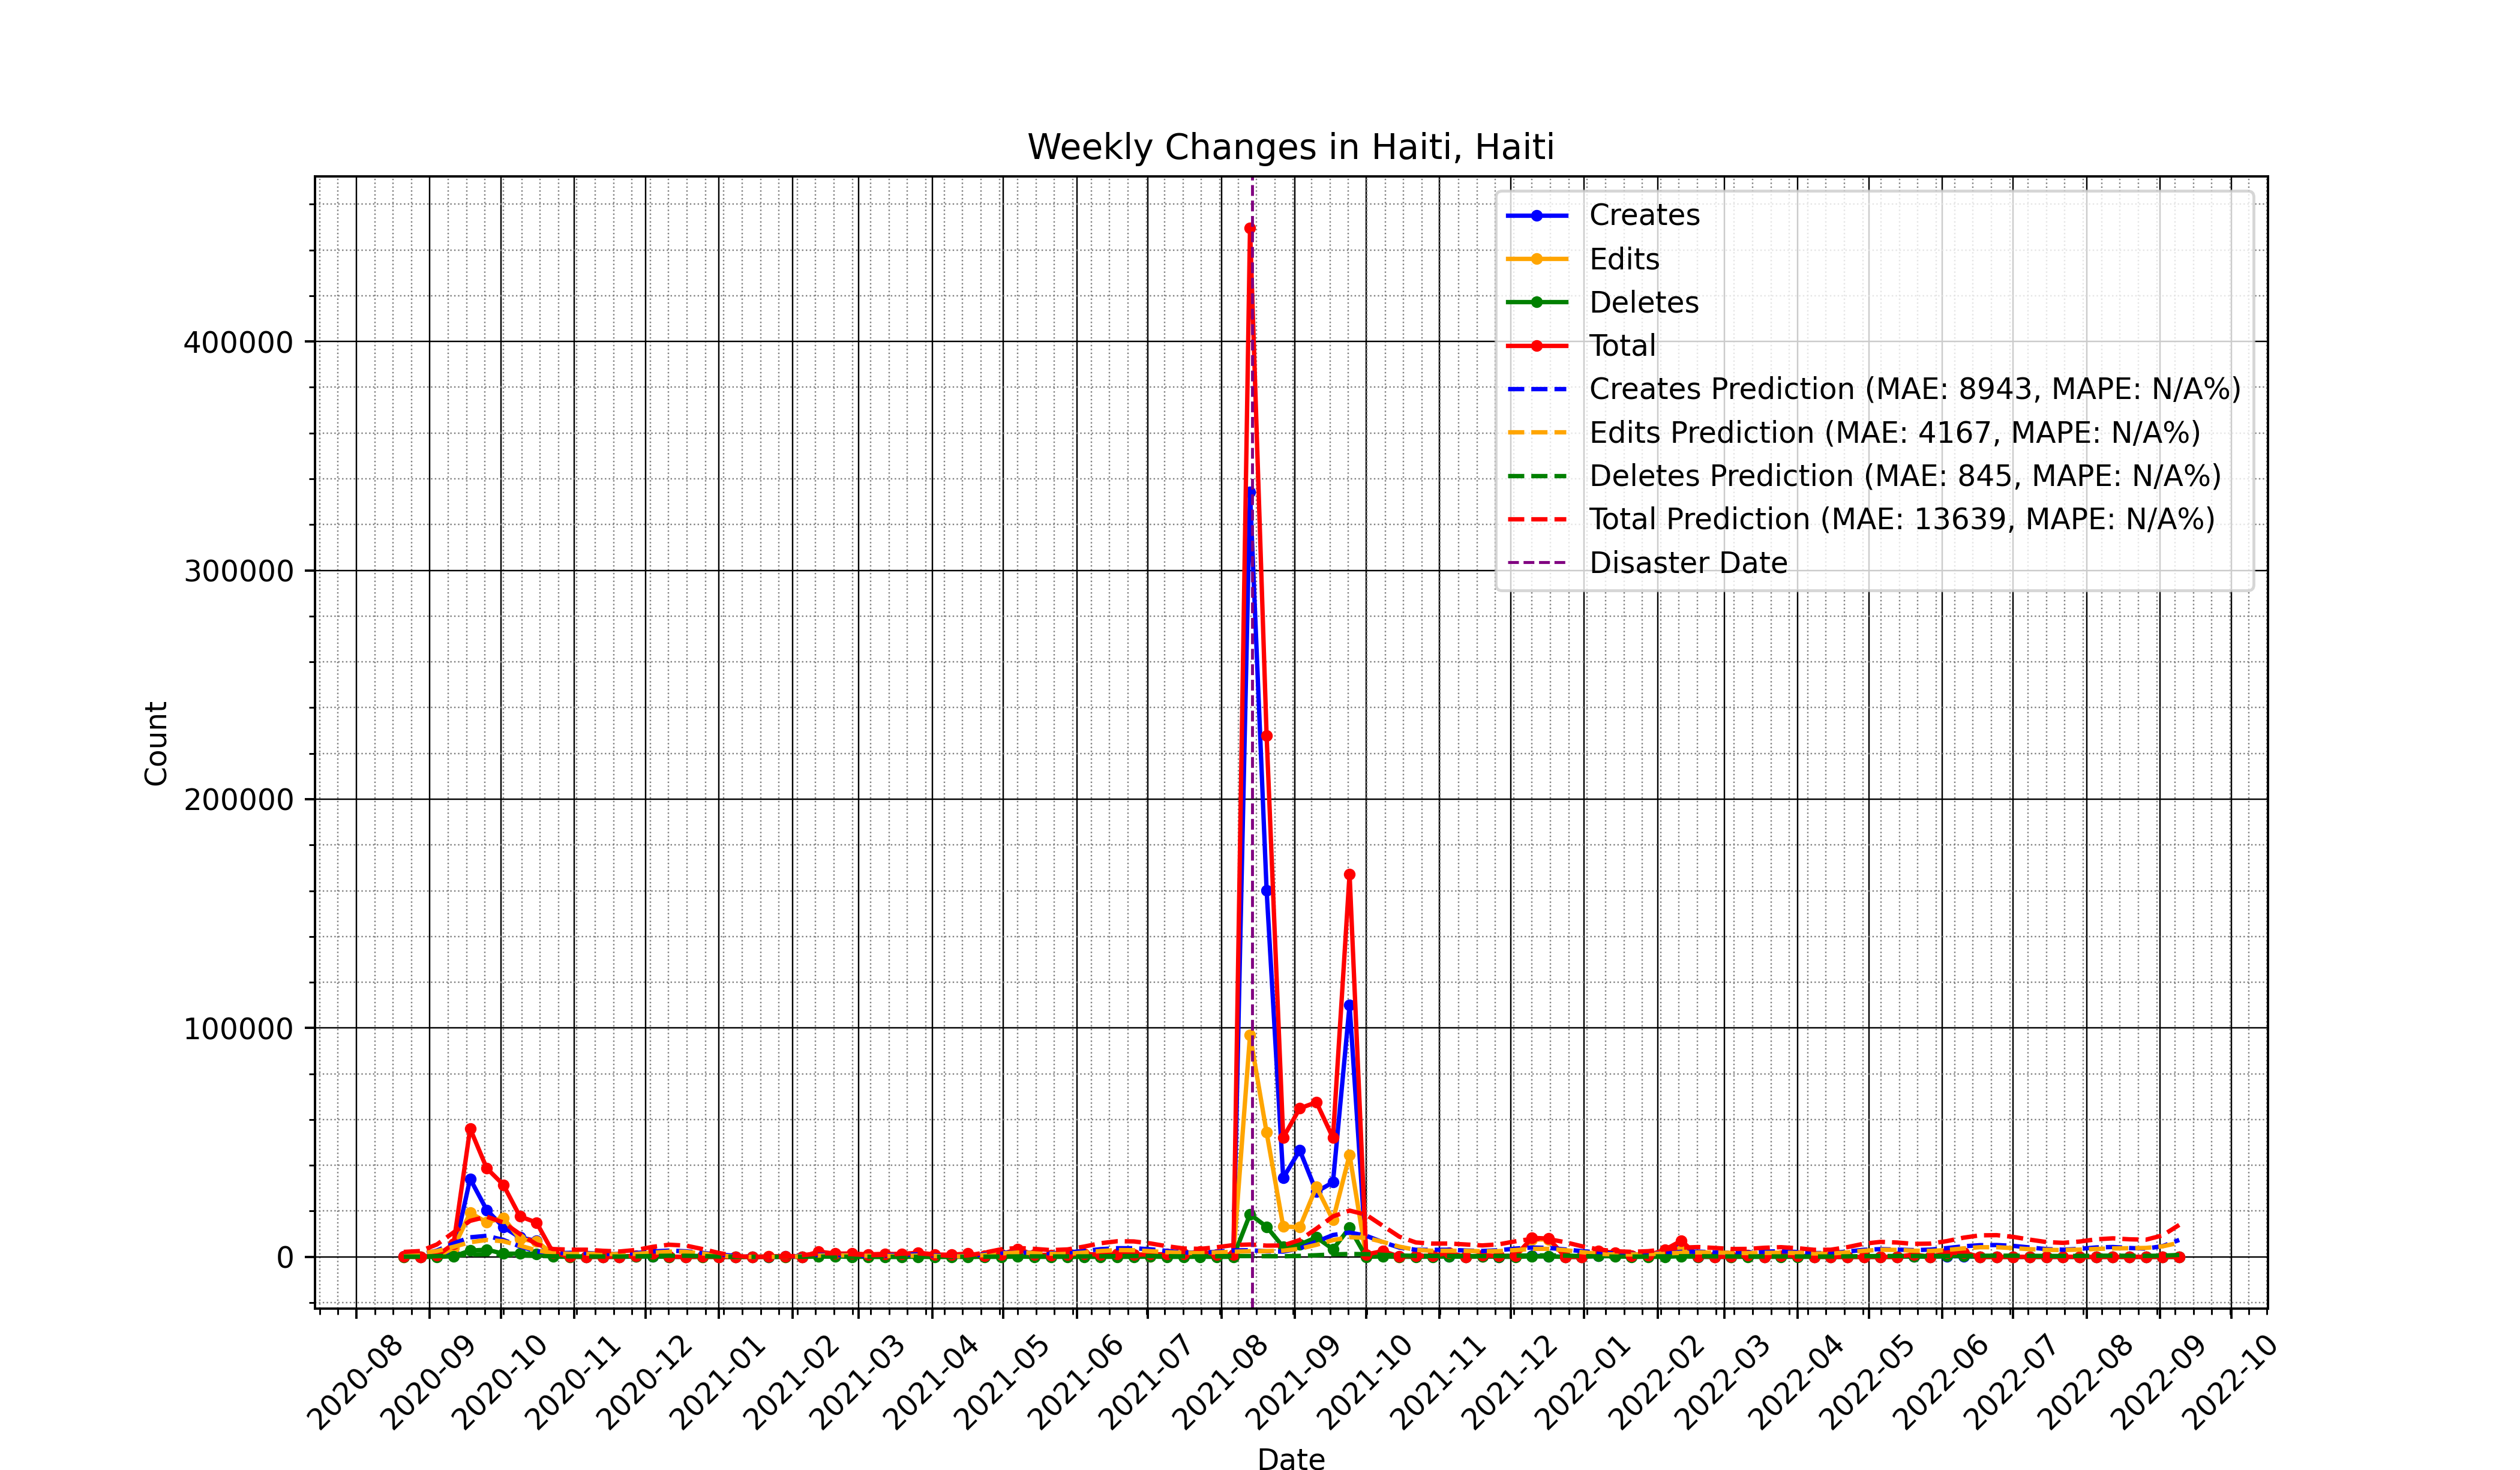 Weekly Changes in Haiti, Haiti
Creates
Edits
Deletes
Total
Creates Prediction (MAE: 8943, MAPE: N/A%)
Edits Prediction (MAE: 4167, MAPE: N/A%)
Deletes Prediction (MAE: 845, MAPE: N/A%)
Total Prediction (MAE: 13639, MAPE: N/A%)
Disaster Date
Count
400000
300000
200000
100000
0
2020-08
2020-09
2020-10
2020-11
2020-12
2021-01
2021-02
2021-03
2021-04
2021-05
2021-06
2021-07
2021-08
2021-09
2021-10
2021-11
2021-12
2022-01
2022-02
2022-03
2022-04
2022-05
2022-06
2022-07
2022-08
2022-09
2022-10
Date